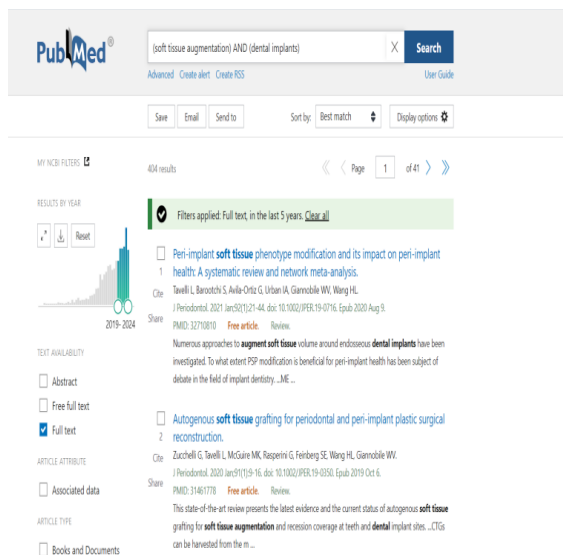 PubMed®
(soft tissue augmentation) AND (dental implants)
X
Search
Advanced Create alert Create RSS
User Guide
Save
Email
Send to
Sort by:
Best match
Display options
MY NCBI FILTERS
404 results
Page 1 of 41
RESULTS BY YEAR
Reset
2019- 2024
Filters applied: Full text, in the last 5 years. Clear all
TEXT AVAILABILITY
Abstract
Free full text
Full text
ARTICLE ATTRIBUTE
Associated data
ARTICLE TYPE
Books and Documents
1
Cite
Share
Peri-implant soft tissue phenotype modification and its impact on peri-implant
health: A systematic review and network meta-analysis.
Tavelli L, Barootchi S, Avila-Ortiz G, Urban IA, Giannobile WV, Wang HL.
J Periodontol. 2021 Jan;92(1):21-44. doi: 10.1002/JPER.19-0716. Epub 2020 Aug 9.
PMID: 32710810 Free article. Review.
Numerous approaches to augment soft tissue volume around endosseous dental implants have been
investigated. To what extent PSP modification is beneficial for peri-implant health has been subject of
debate in the field of implant dentistry. ...ME ...
2
Cite
Share
Autogenous soft tissue grafting for periodontal and peri-implant plastic surgical
reconstruction.
Zucchelli G, Tavelli L, McGuire MK, Rasperini G, Feinberg SE, Wang HL, Giannobile WV.
J Periodontol. 2020 Jan;91(1):9-16. doi: 10.1002/JPER.19-0350. Epub 2019 Oct 6.
PMID: 31461778 Free article. Review.
This state-of-the-art review presents the latest evidence and the current status of autogenous soft tissue
grafting for soft tissue augmentation and recession coverage at teeth and dental implant sites. ...CTGs
can be harvested from the m ...